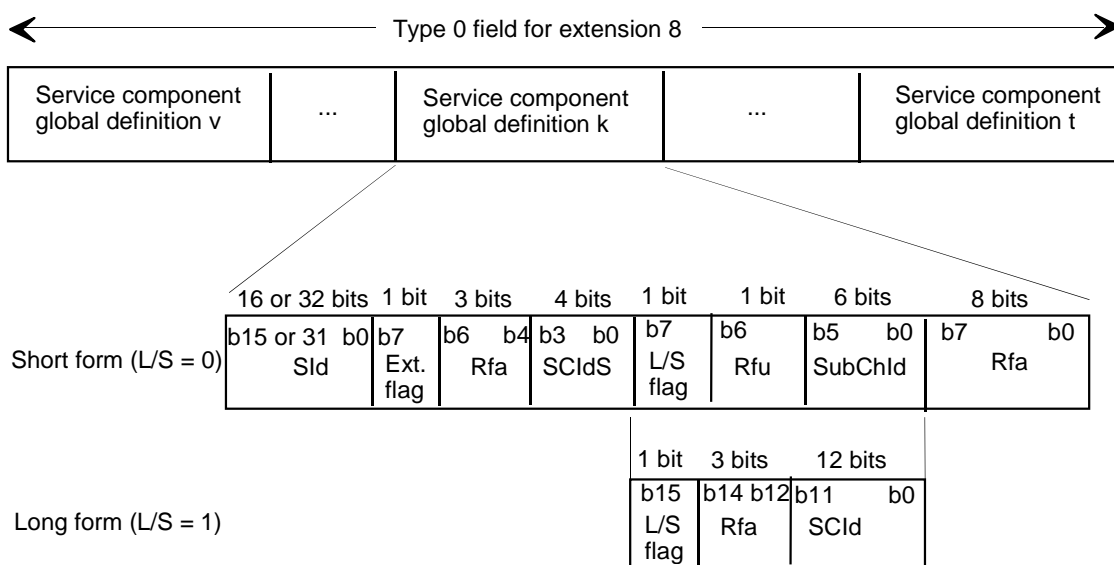 Type 0 field for extension 8
Service component global definition v
...
Service component global definition k
...
Service component global definition t
16 or 32 bits 1 bit 3 bits 4 bits 1 bit 1 bit 6 bits 8 bits
Short form (L/S = 0)
b15 or 31 b0 b7 b6 b4 b3 b0 b7 b6 b5 b0 b7 b0
SId Ext. flag Rfa SCIdS L/S flag Rfu SubChId Rfa
1 bit 3 bits 12 bits
Long form (L/S = 1)
b15 b14 b12 b11 b0
L/S flag Rfa SCId